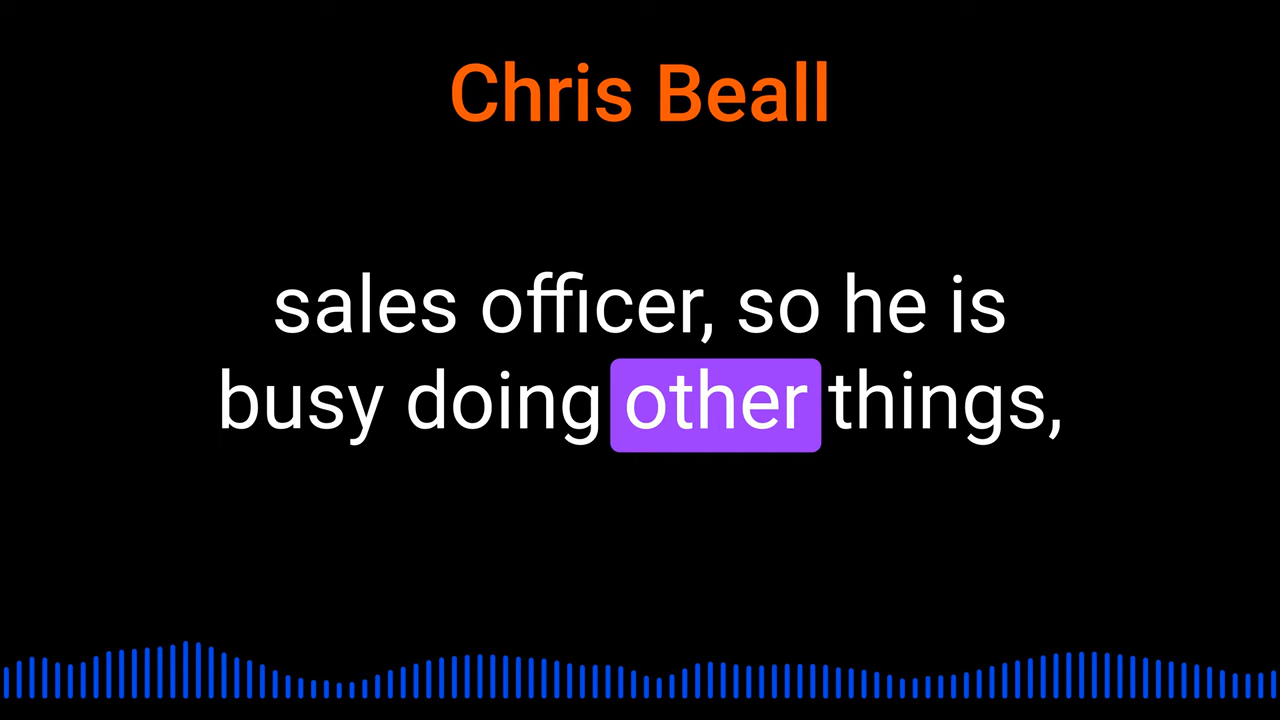 Chris Beall
sales officer, so he is
busy doing other things,